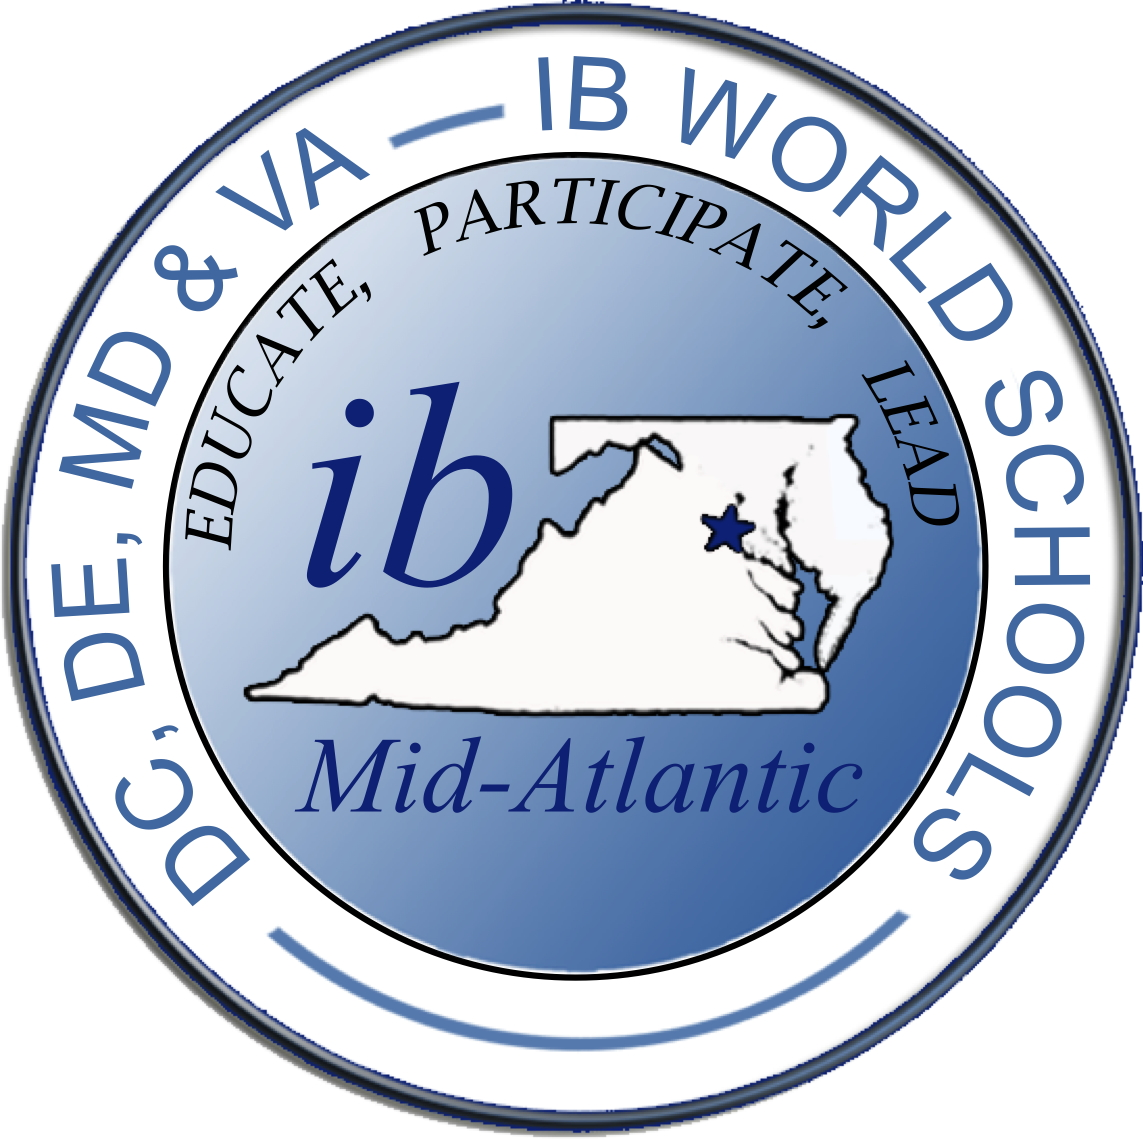 DC, DE, MD & VA — IB WORLD SCHOOLS
EDUCATE, PARTICIPATE, LEAD
ib
Mid-Atlantic